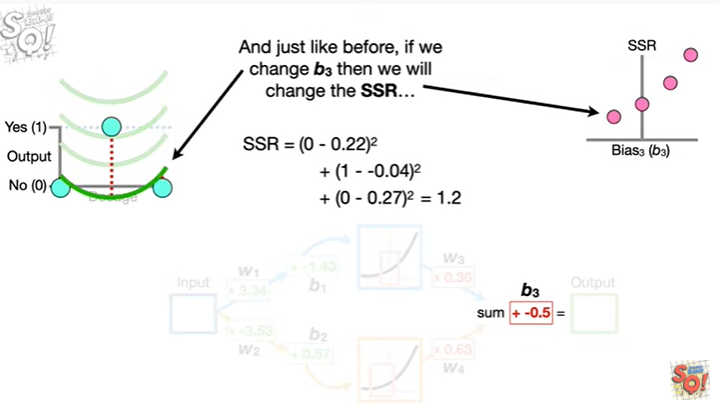 SQ!
And just like before, if we
change b₃ then we will
change the SSR...
SSR
Yes (1)
Output
No (0)
Dosage
Bias₃ (b₃)
SSR = (0 - 0.22)²
+ (1 - -0.04)²
+ (0 - 0.27)² = 1.2
Input
W₁
× 3.34
+ -1.43
b₁
W₃
× 0.36
b₃
sum + -0.5 =
Output
× -3.53
W₂
b₂
+ 0.57
× 0.63
W₄
SQ!